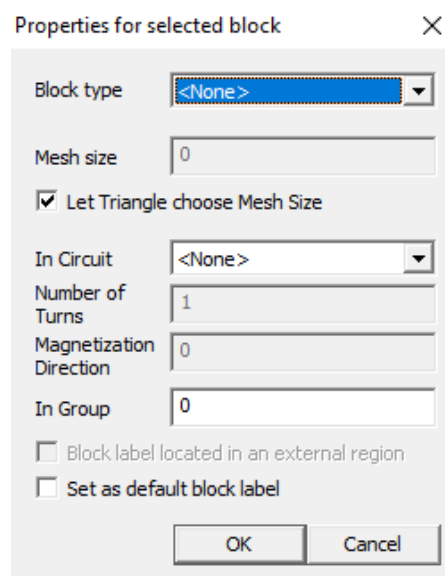 Properties for selected block
Block type <None>
Mesh size 0
Let Triangle choose Mesh Size
In Circuit <None>
Number of
Turns 1
Magnetization
Direction 0
In Group 0
Block label located in an external region
Set as default block label
OK Cancel